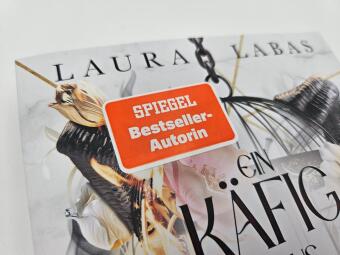 LAURA LABAS
SPIEGEL
Bestseller-
Autorin
EIN
KÄFIG